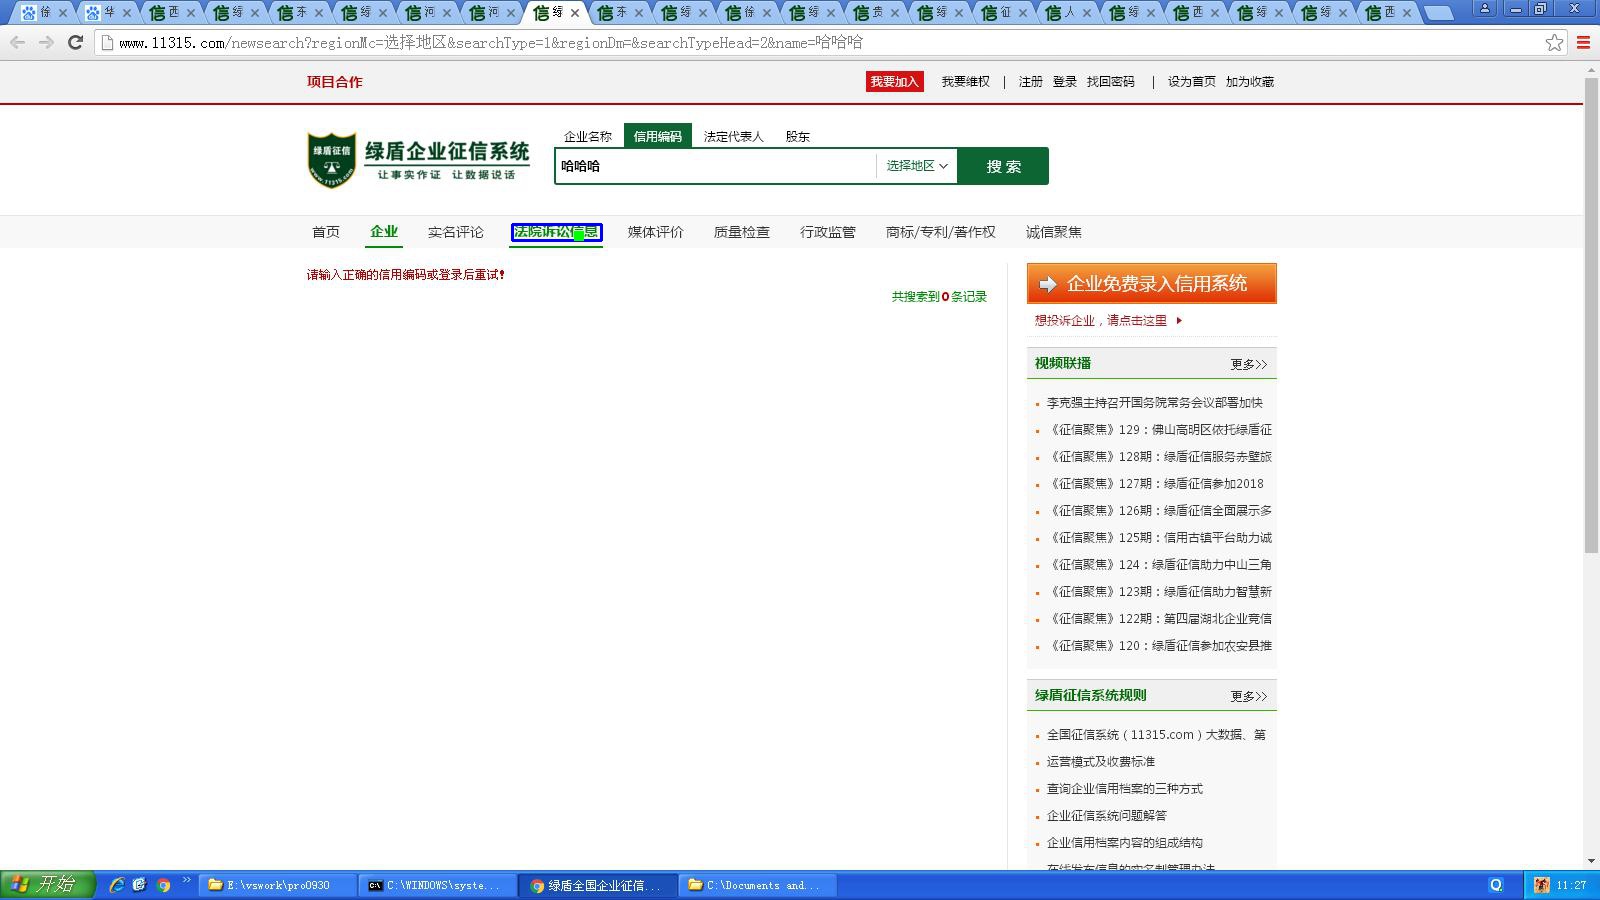 徐
华
西
绿
东
绿
河
河
绿
东
绿
徐
绿
贵
绿
征
人
绿
西
绿
绿
西
www.11315.com/newsearch?regionMc=选择地区&searchType=1&regionDm=&searchTypeHead=2&name=哈哈哈
项目合作
我要加入 我要维权 | 注册 登录 找回密码 | 设为首页 加为收藏
绿盾征信
www.11315.com
绿盾企业征信系统
让事实作证 让数据说话
企业名称 信用编码 法定代表人 股东
哈哈哈 选择地区 搜 索
首页 企业 实名评论 法院诉讼信息 媒体评价 质量检查 行政监管 商标/专利/著作权 诚信聚焦
请输入正确的信用编码或登录后重试!
共搜索到0条记录
企业免费录入信用系统
想投诉企业，请点击这里
视频联播 更多>>
李克强主持召开国务院常务会议部署加快
《征信聚焦》129：佛山高明区依托绿盾征
《征信聚焦》128期：绿盾征信服务赤壁旅
《征信聚焦》127期：绿盾征信参加2018
《征信聚焦》126期：绿盾征信全面展示多
《征信聚焦》125期：信用古镇平台助力诚
《征信聚焦》124：绿盾征信助力中山三角
《征信聚焦》123期：绿盾征信助力智慧新
《征信聚焦》122期：第四届湖北企业竞信
《征信聚焦》120：绿盾征信参加农安县推
绿盾征信系统规则 更多>>
全国征信系统（11315.com）大数据、第
运营模式及收费标准
查询企业信用档案的三种方式
企业征信系统问题解答
企业信用档案内容的组成结构
在线发布信息的实名制管理办法
开始 E:\vswork\pro0930 C:\WINDOWS\syste... 绿盾全国企业征信... C:\Documents and... 11:27